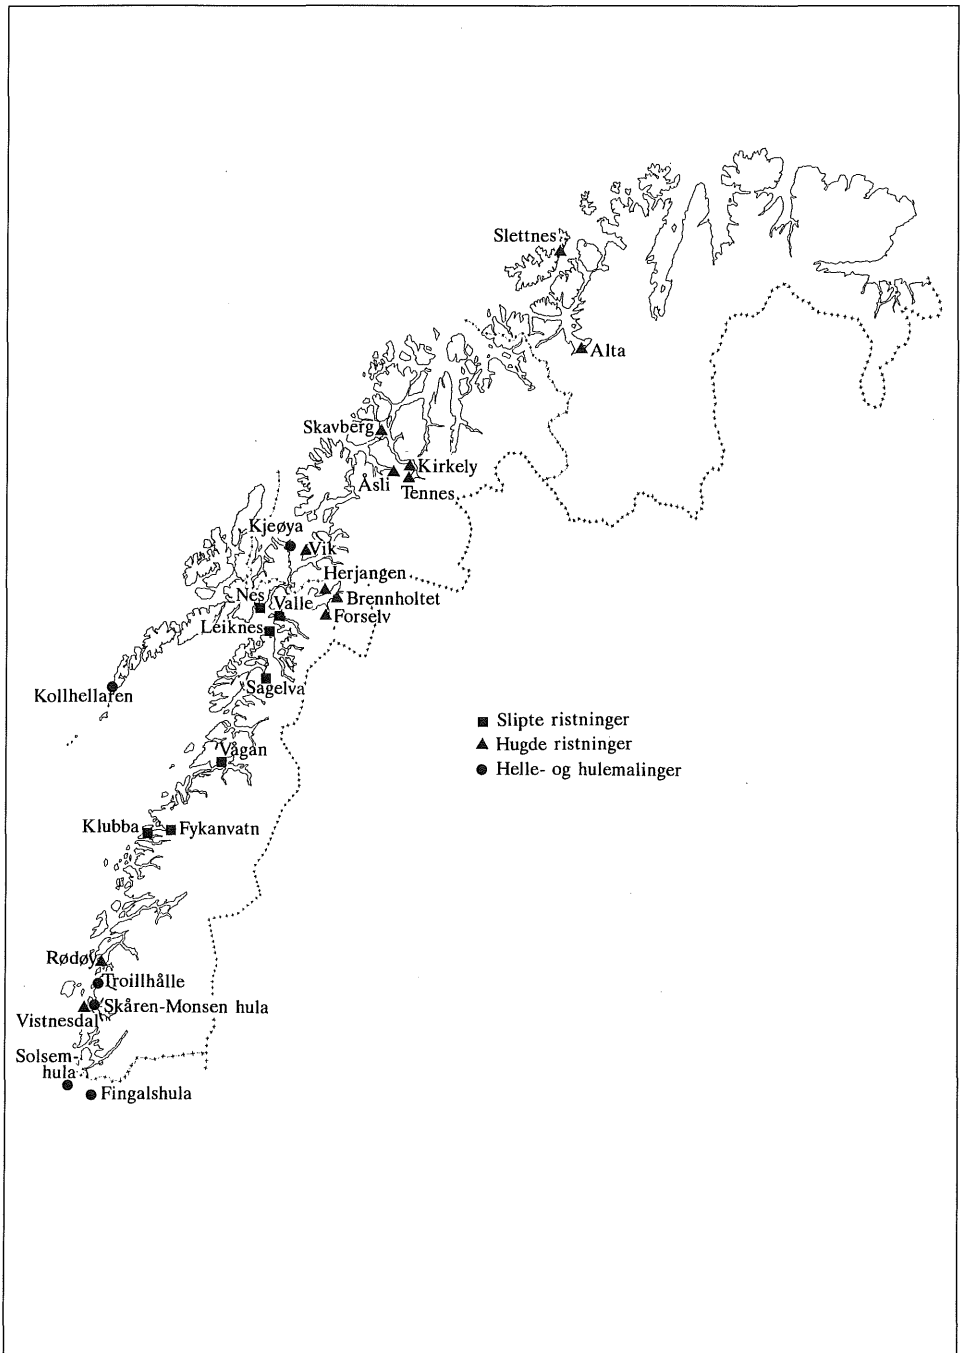 Slettnes
Alta
Skavberg
Kirkely
Åsli
Tennes
Kjeøya
Vik
Herjangen
Nes
Valle
Brennholtet
Leiknes
Forselv
Sagelva
Kollhellaren
Slipte ristninger
Hugde ristninger
Vågan
Helle- og hulemalinger
Klubba
Fykanvatn
Rødøy
Troillhålle
Skåren-Monsen hula
Vistnesdal
Solsem-
hula
Fingalshula